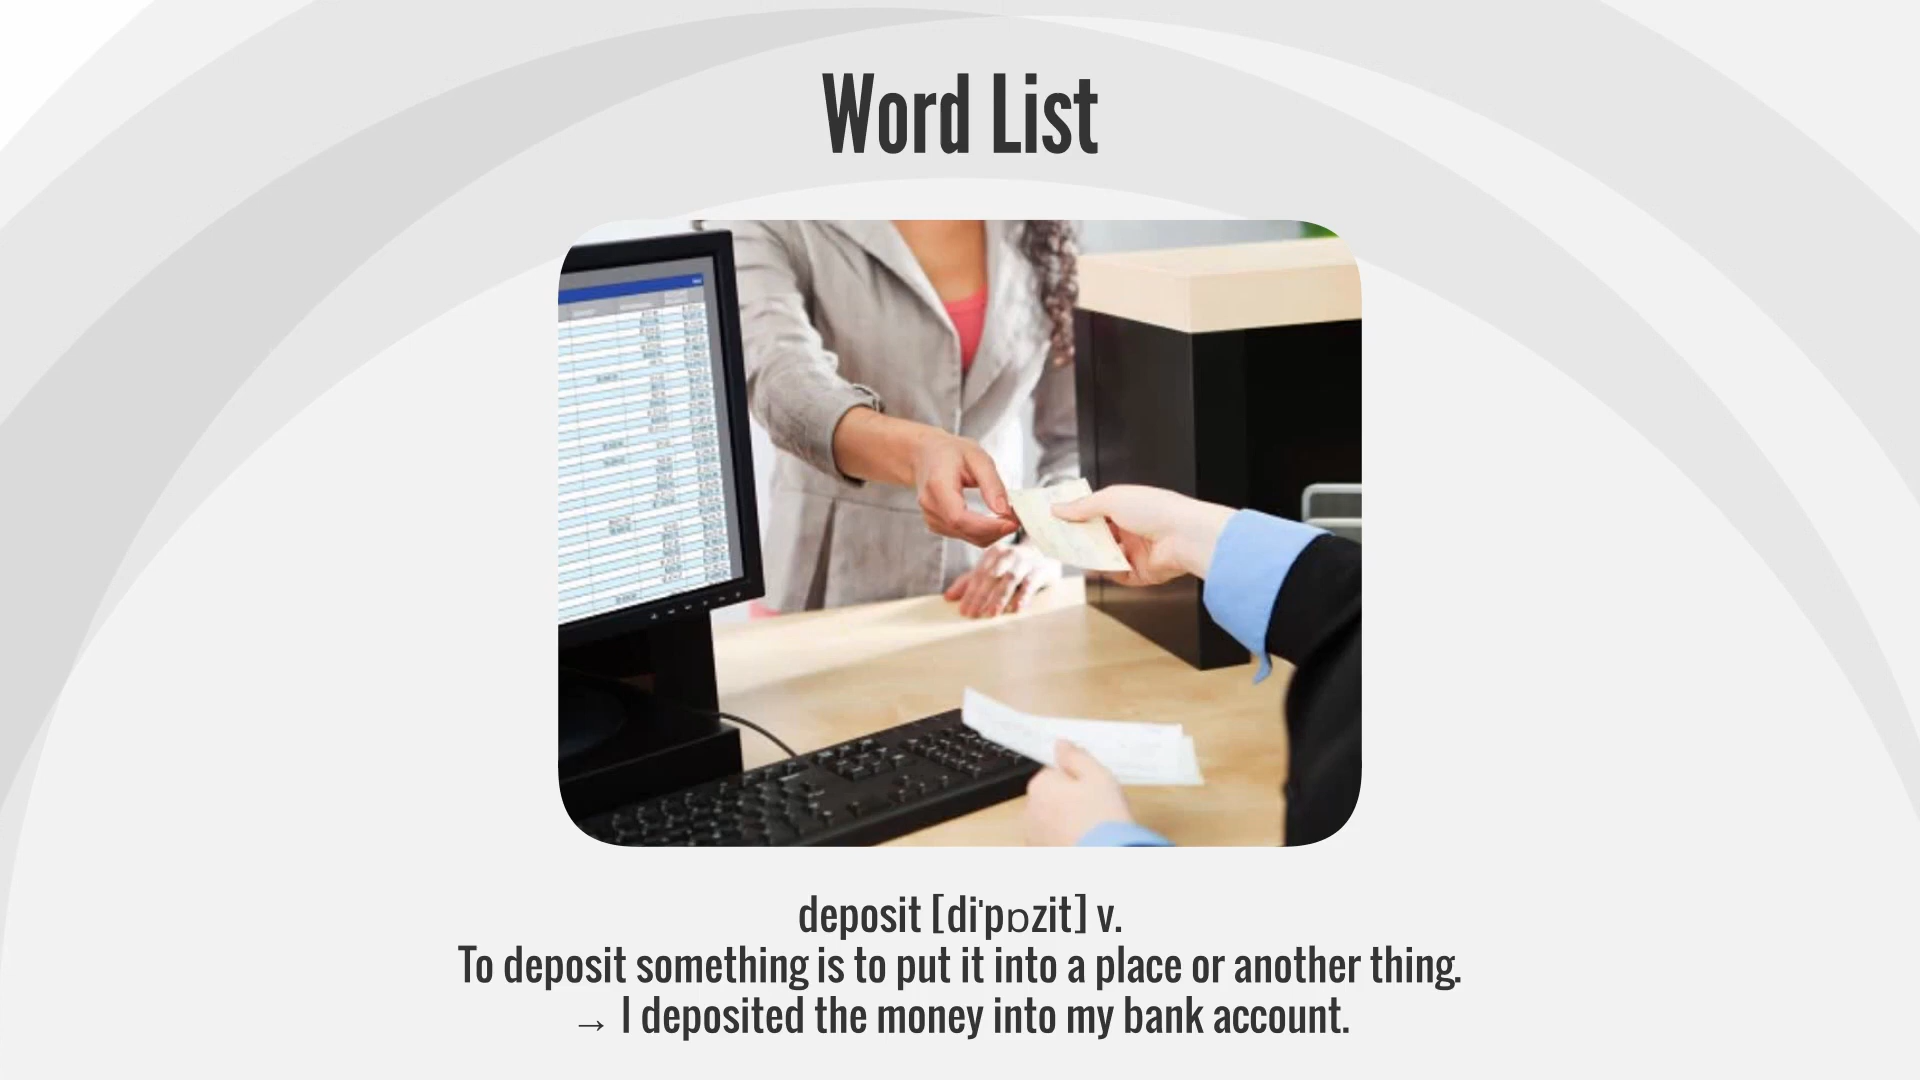 Word List
deposit [diˈpɒzit] v.
To deposit something is to put it into a place or another thing.
→ I deposited the money into my bank account.